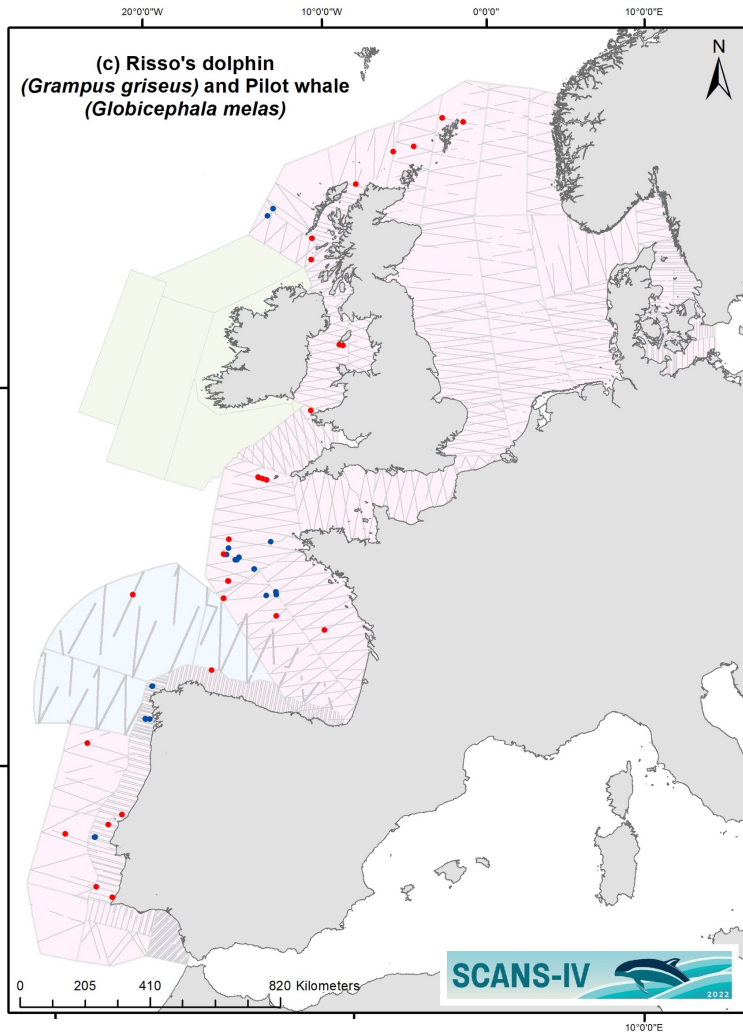 20°0'0"W 10°0'0"W 0°0'0"E 10°0'0"E
(c) Risso's dolphin
(Grampus griseus) and Pilot whale
(Globicephala melas)
N
SCANS-IV
2022
0 205 410 820 Kilometers
10°0'0"E